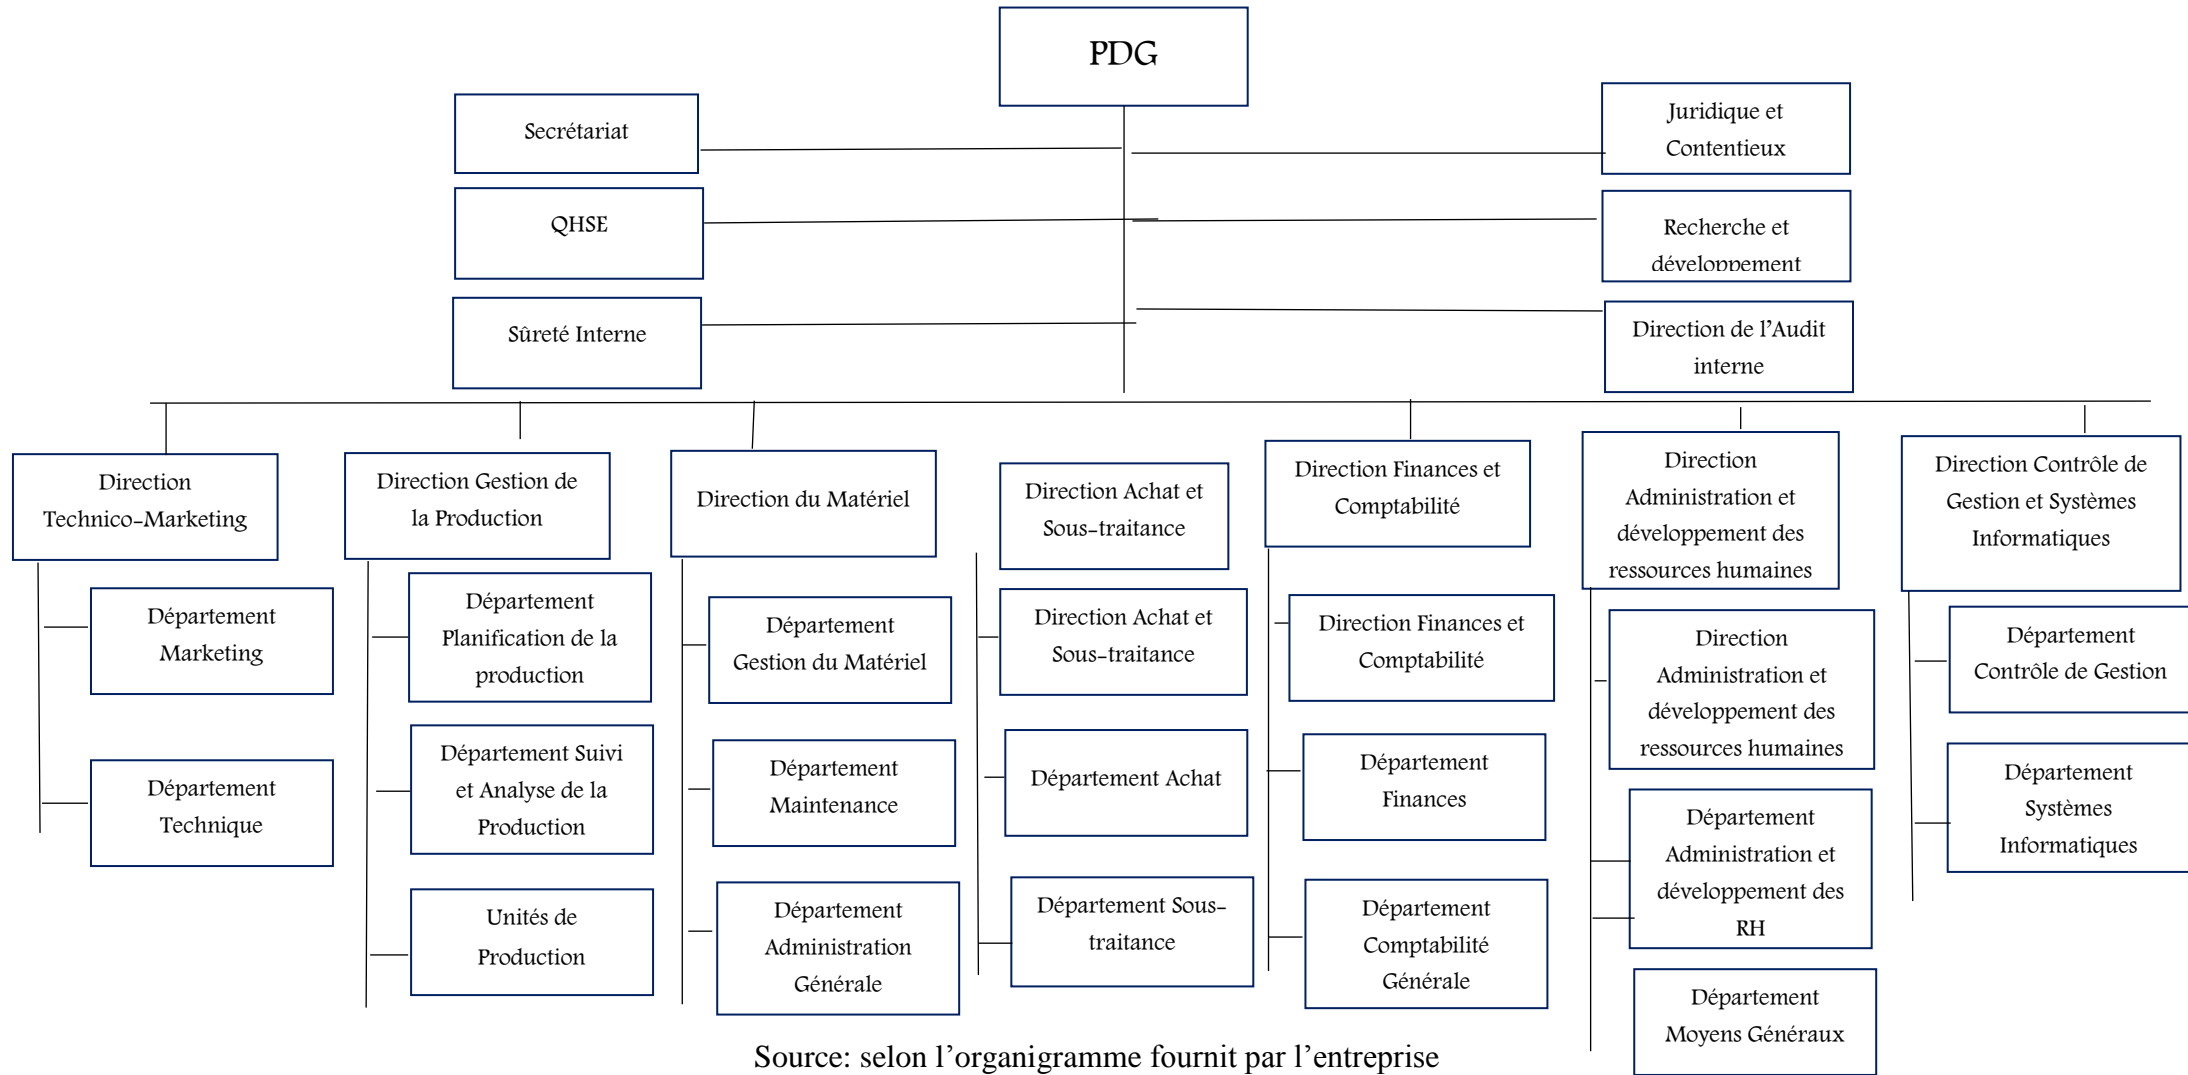 PDG
Secrétariat
Juridique et
Contentieux
QHSE
Recherche et
développement
Sûreté Interne
Direction de l’Audit
interne
Direction
Technico-Marketing
Département
Marketing
Département
Technique
Direction Gestion de
la Production
Département
Planification de la
production
Département Suivi
et Analyse de la
Production
Unités de
Production
Direction du Matériel
Département
Gestion du Matériel
Département
Maintenance
Département
Administration
Générale
Direction Achat et
Sous-traitance
Direction Achat et
Sous-traitance
Département Achat
Département Sous-
traitance
Direction Finances et
Comptabilité
Direction Finances et
Comptabilité
Département
Finances
Département
Comptabilité
Générale
Direction
Administration et
développement des
ressources humaines
Direction
Administration et
développement des
ressources humaines
Département
Administration et
développement des
RH
Département
Moyens Généraux
Direction Contrôle de
Gestion et Systèmes
Informatiques
Département
Contrôle de Gestion
Département
Systèmes
Informatiques
Source: selon l’organigramme fournit par l’entreprise